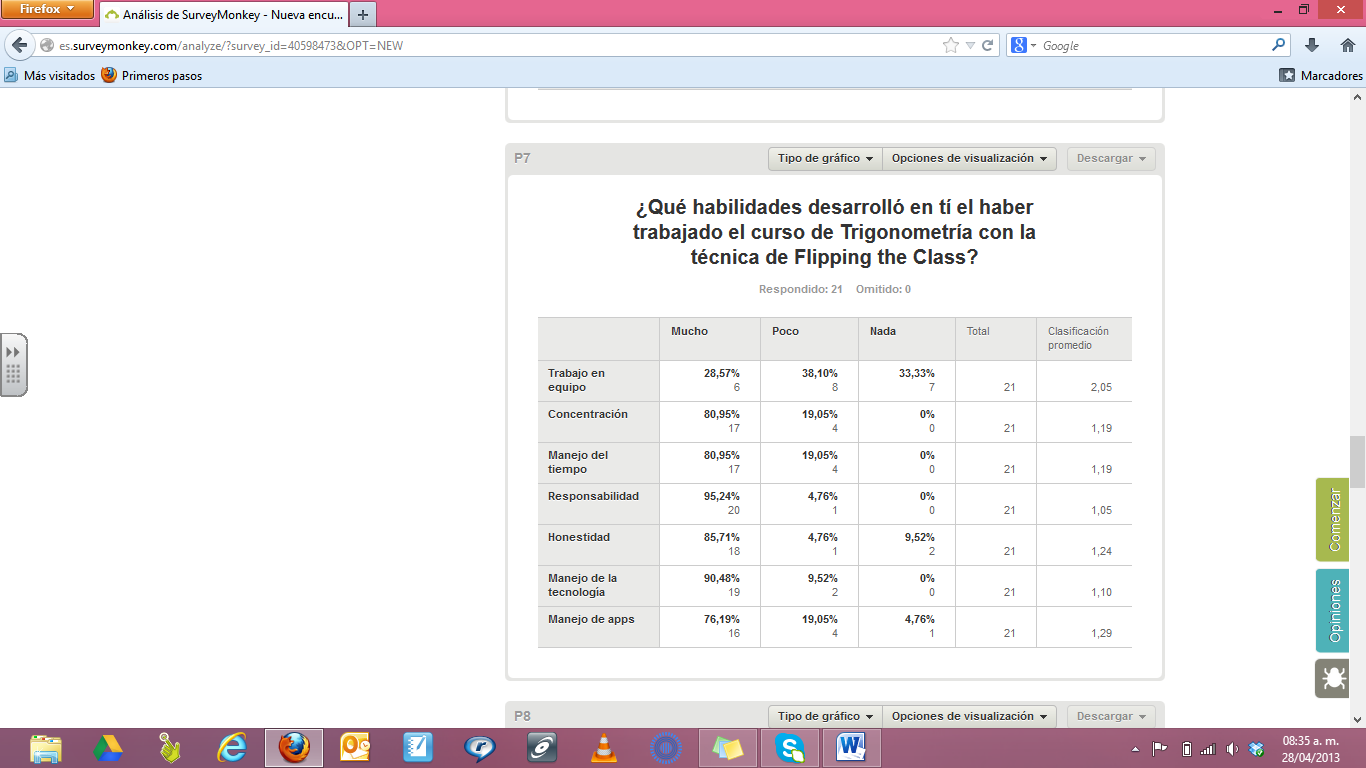 Firefox
Análisis de SurveyMonkey - Nueva encu...
es.surveymonkey.com/analyze/?survey_id=40598473&OPT=NEW
Google
Más visitados Primeros pasos
Marcadores
P7
Tipo de gráfico Opciones de visualización Descargar
¿Qué habilidades desarrolló en tí el haber
trabajado el curso de Trigonometría con la
técnica de Flipping the Class?
Respondido: 21 Omitido: 0
Mucho Poco Nada Total Clasificación
promedio
Trabajo en 28,57% 38,10% 33,33%
equipo 6 8 7 21 2,05
Concentración 80,95% 19,05% 0%
17 4 0 21 1,19
Manejo del 80,95% 19,05% 0%
tiempo 17 4 0 21 1,19
Responsabilidad 95,24% 4,76% 0%
20 1 0 21 1,05
Honestidad 85,71% 4,76% 9,52%
18 1 2 21 1,24
Manejo de la 90,48% 9,52% 0%
tecnología 19 2 0 21 1,10
Manejo de apps 76,19% 19,05% 4,76%
16 4 1 21 1,29
Comenzar
Opiniones
P8
Tipo de gráfico Opciones de visualización Descargar
08:35 a. m.
28/04/2013